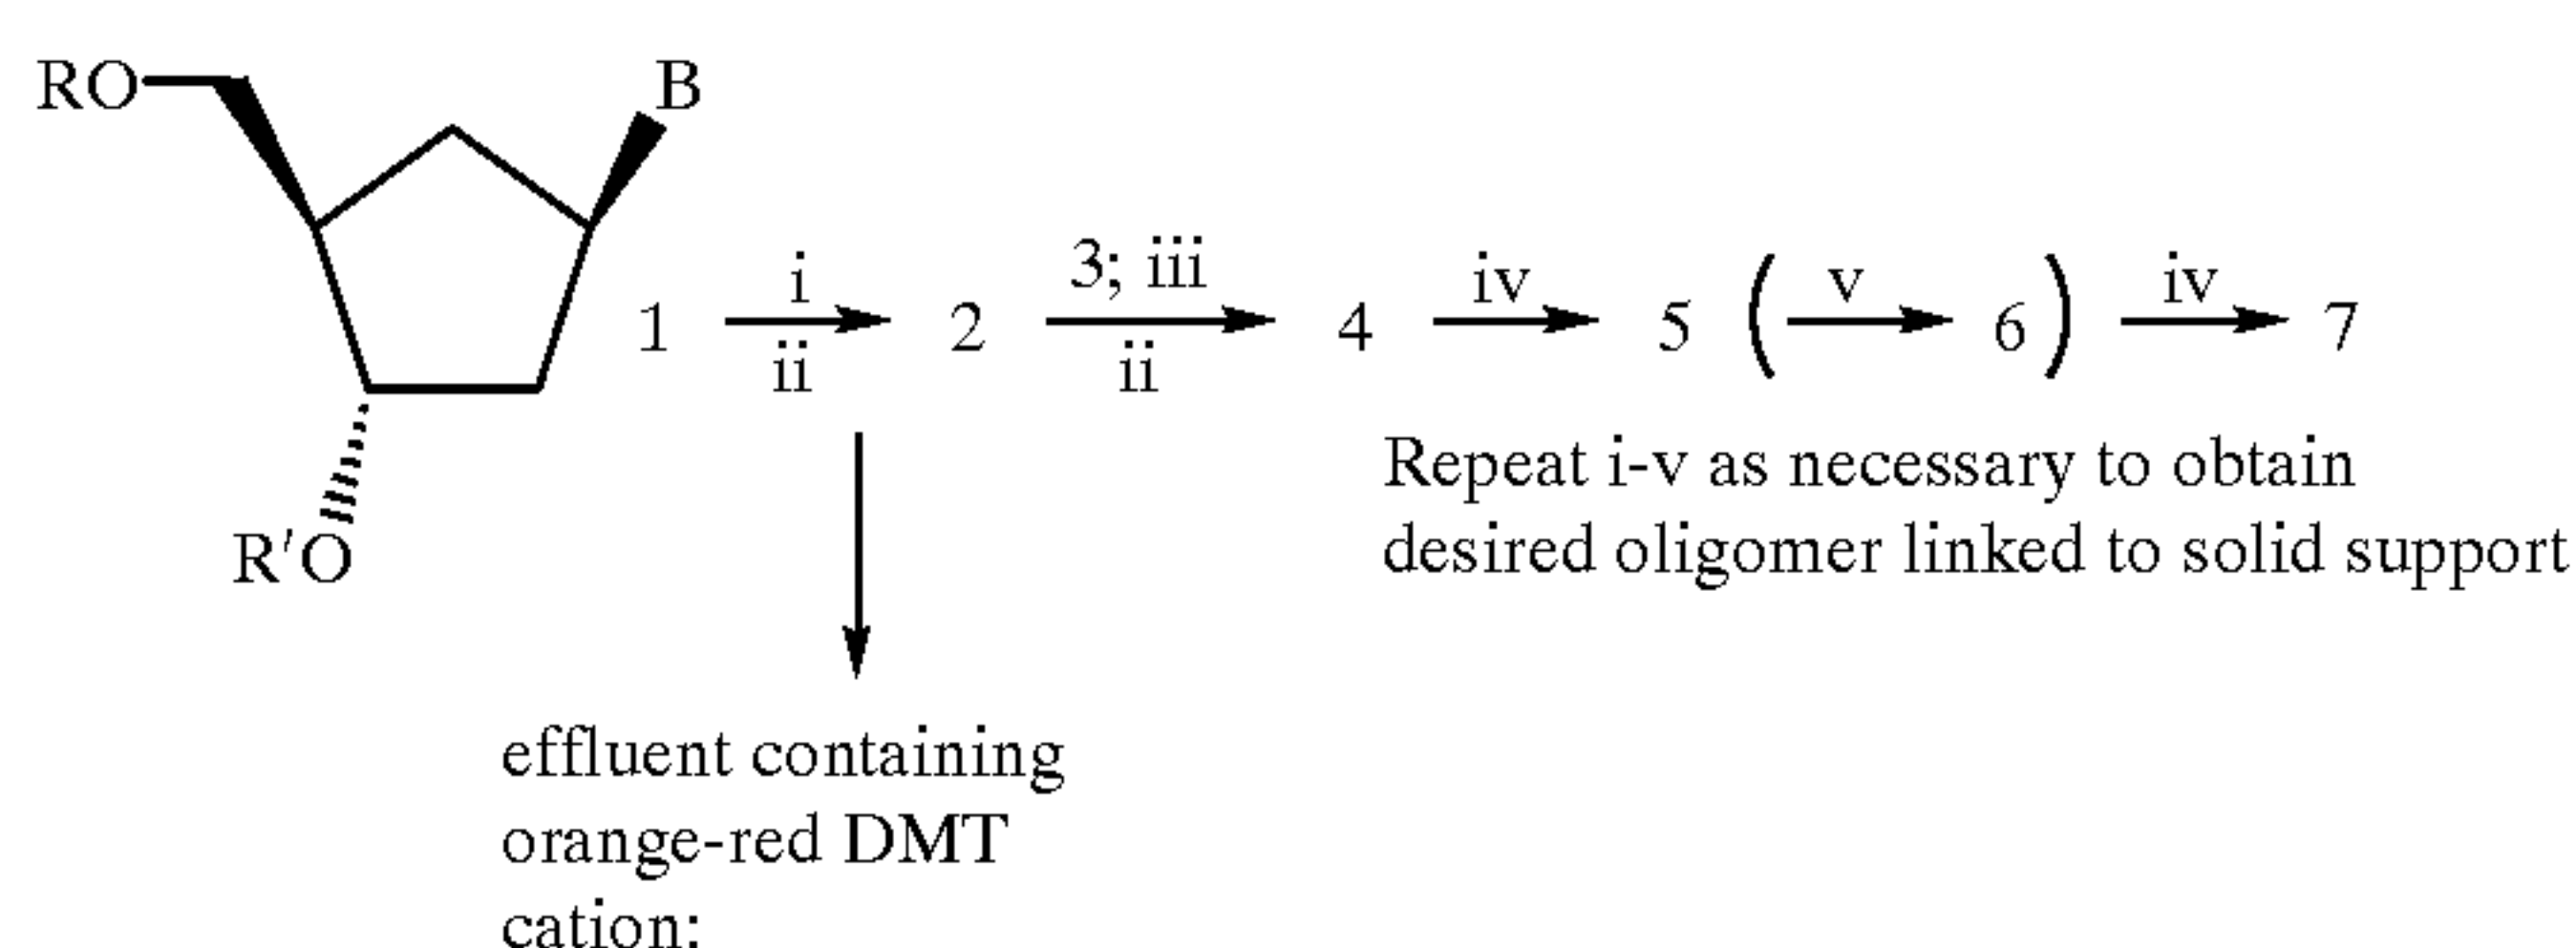 RO
B
R'O
1
i
ii
2
3; iii
ii
4
iv
5
(
v
6
)
iv
7
Repeat i-v as necessary to obtain
desired oligomer linked to solid support
effluent containing
orange-red DMT
cation: